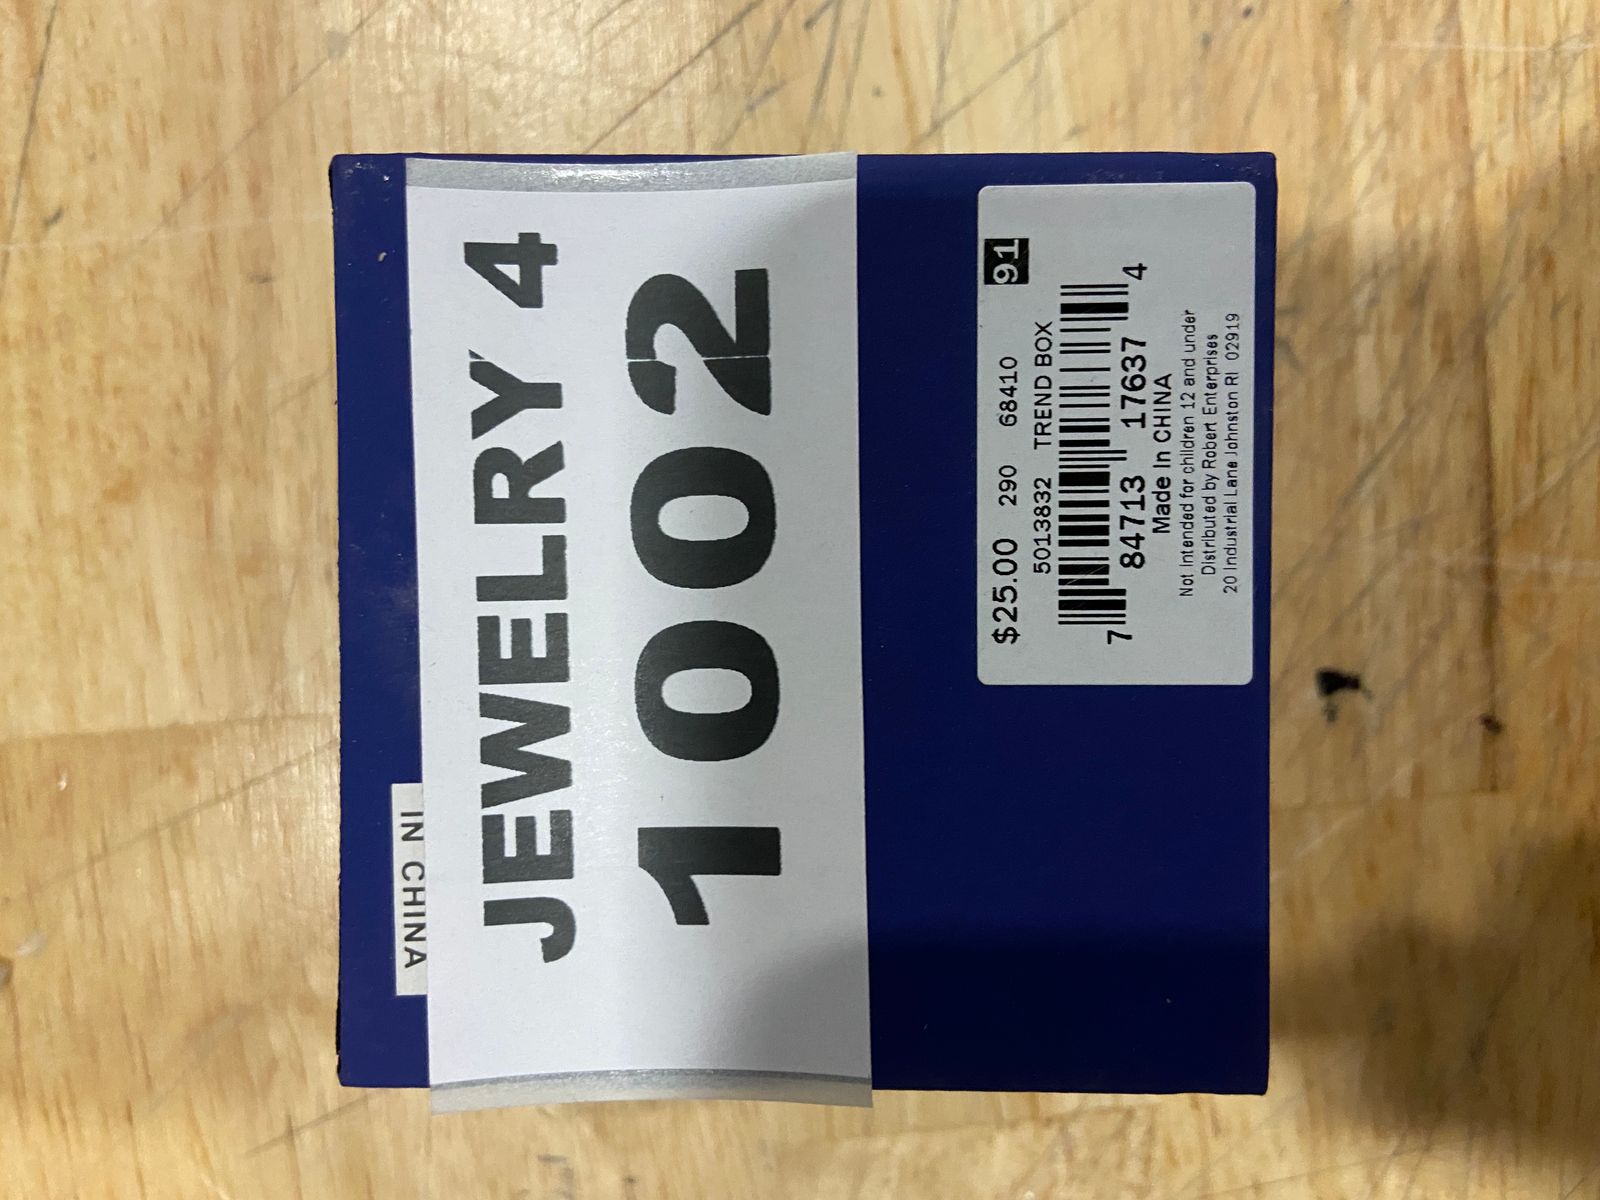 IN CHINA
JEWELRY 4
1002
91
$25.00 290 68410
5013832 TREND BOX
7 84713 17637 4
Made In CHINA
Not Intended for children 12 and under
Distributed by Robert Enterprises
20 Industrial Lane Johnston RI 02919